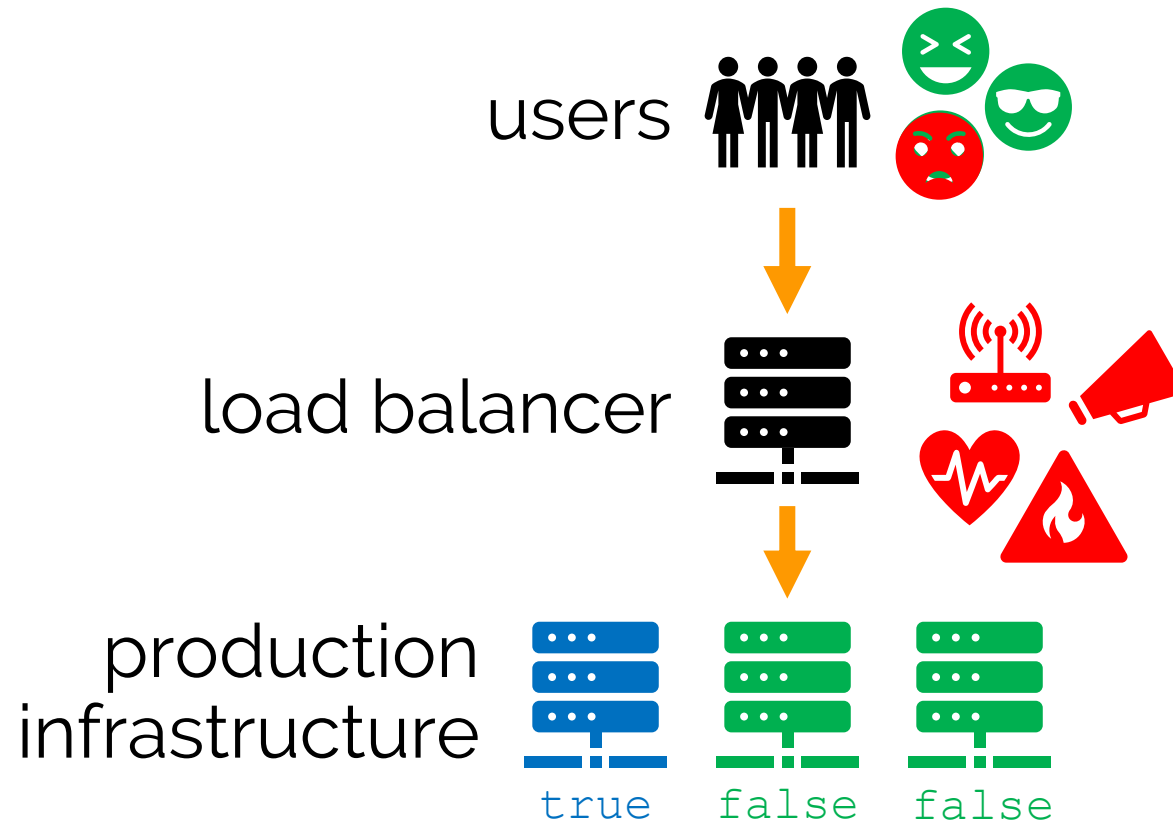 users
load balancer
production
infrastructure
true false false